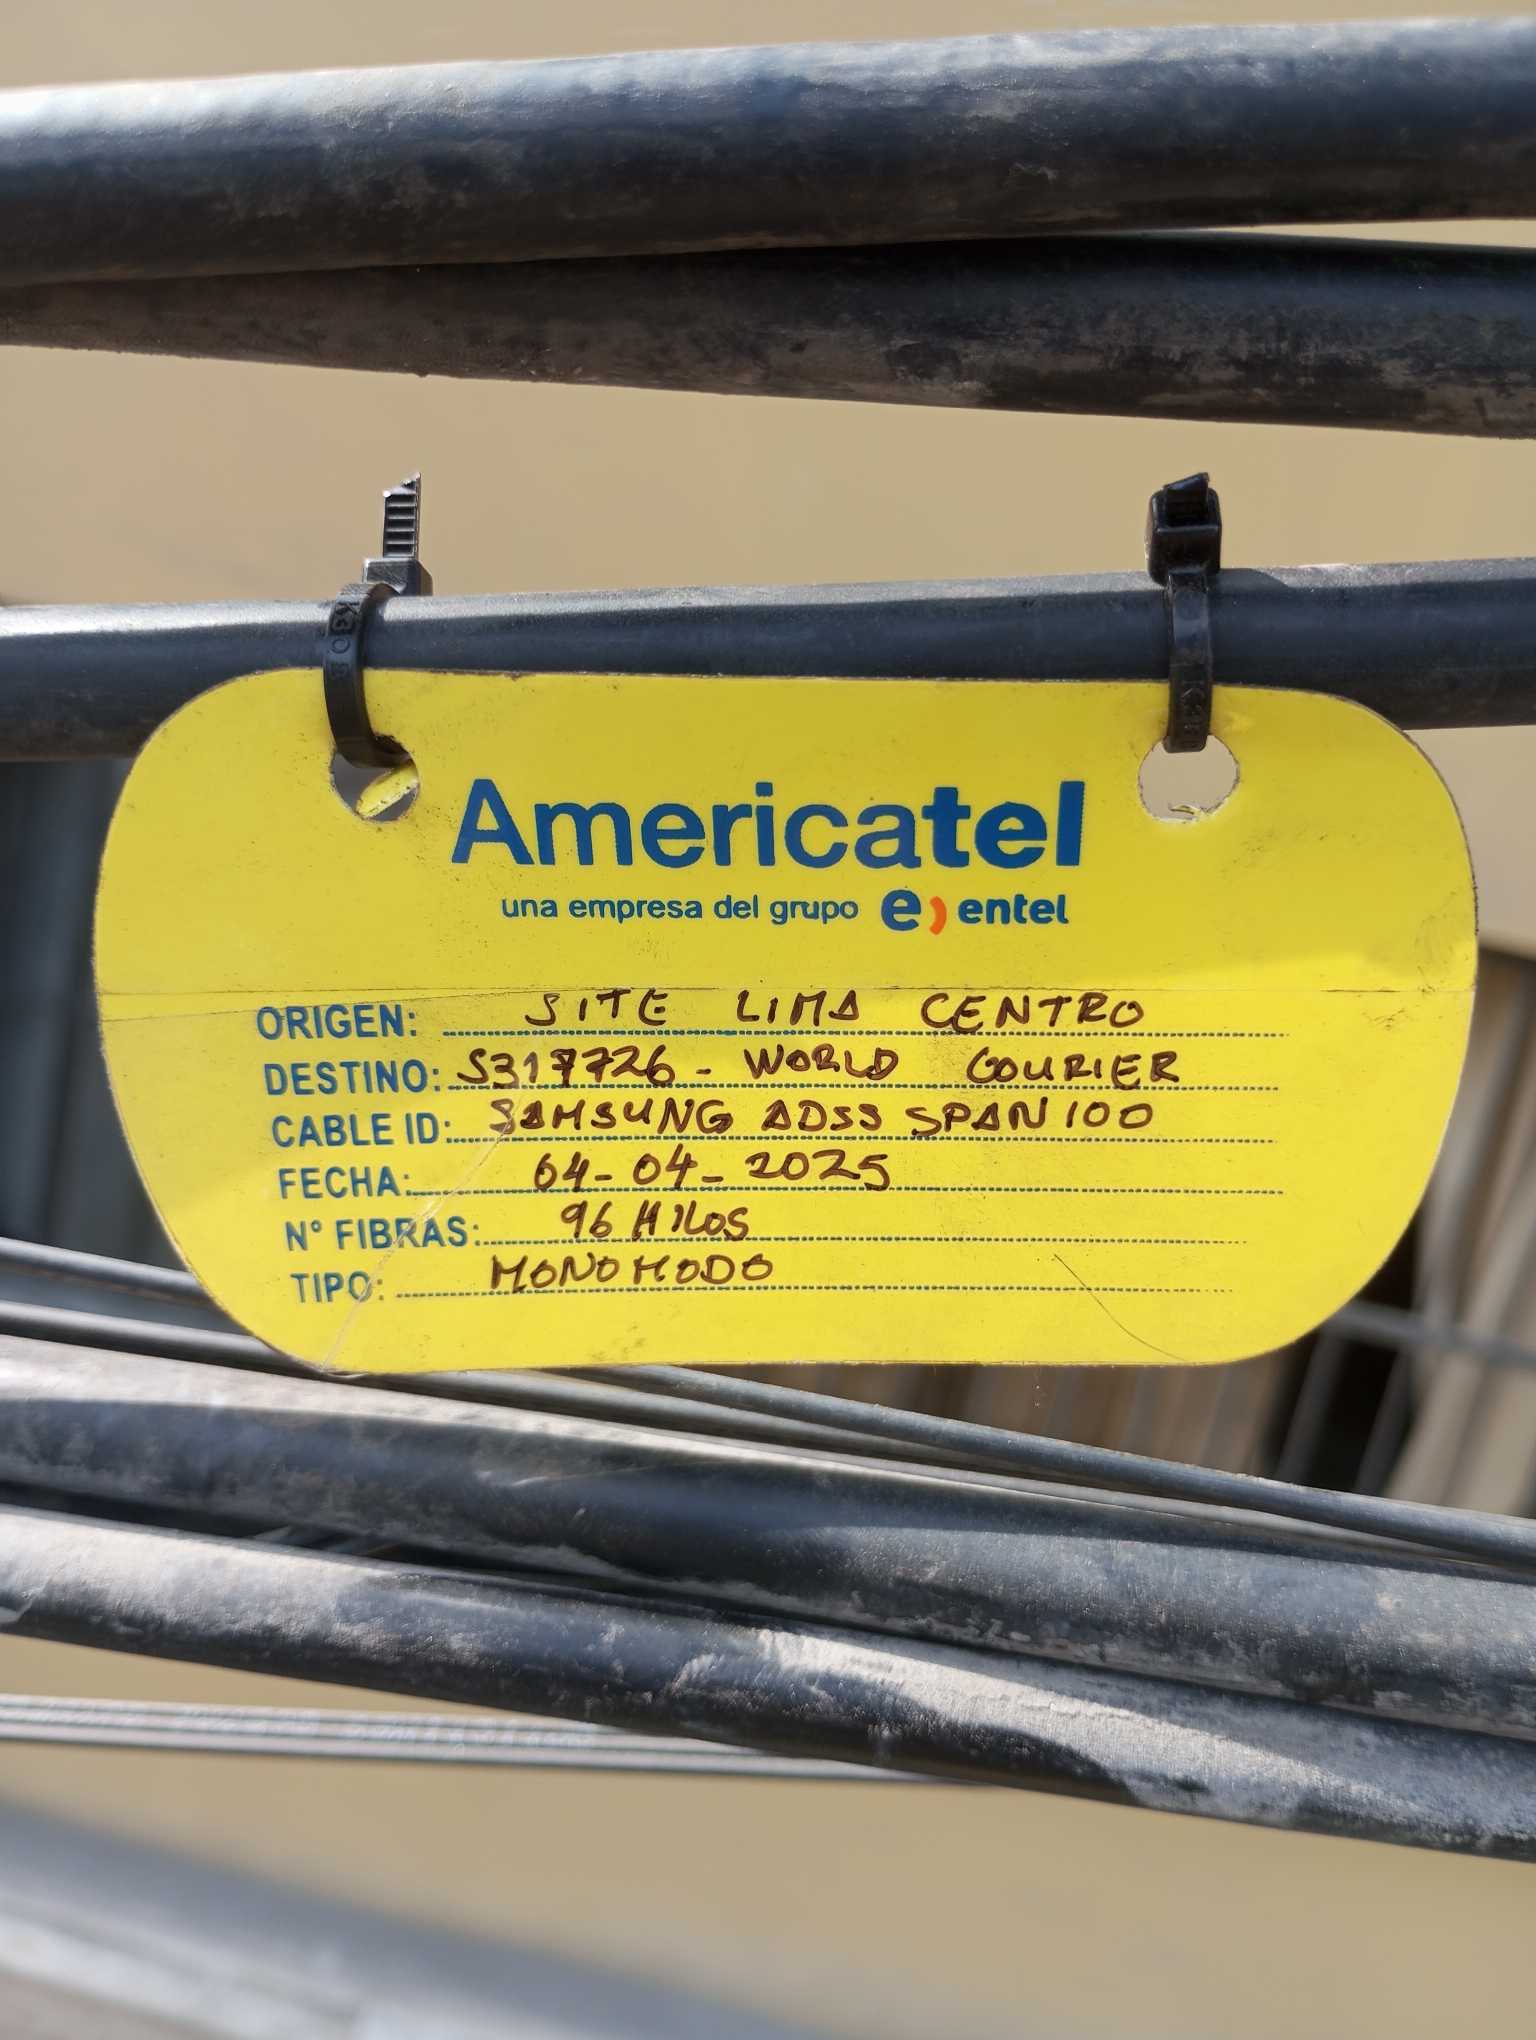 Americatel
una empresa del grupo e) entel
ORIGEN: SITE LIMA CENTRO
DESTINO: S317726 - WORLD COURIER
CABLE ID: SAMSUNG ADSS SPAN 100
FECHA: 04-04-2025
N° FIBRAS: 96 HILOS
TIPO: MONOMODO